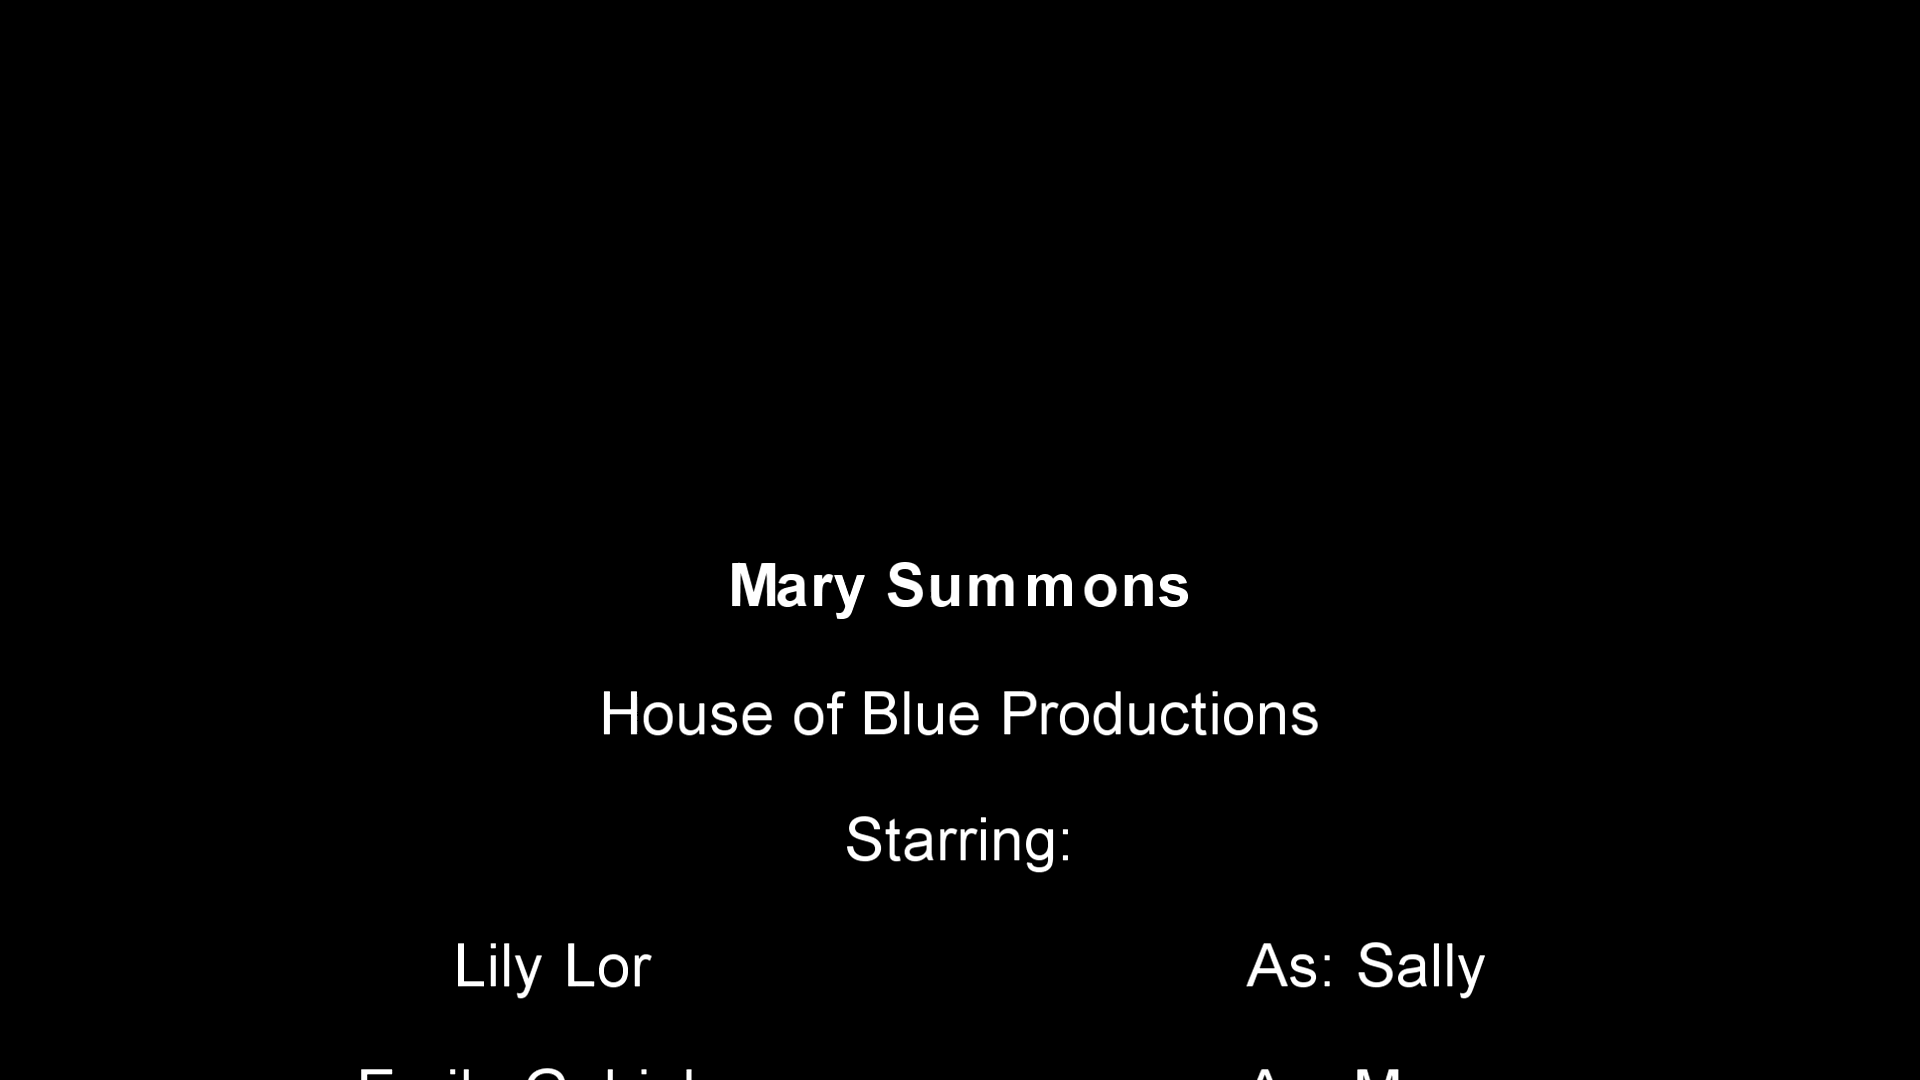 Mary Summons
House of Blue Productions
Starring:
Lily Lor As: Sally